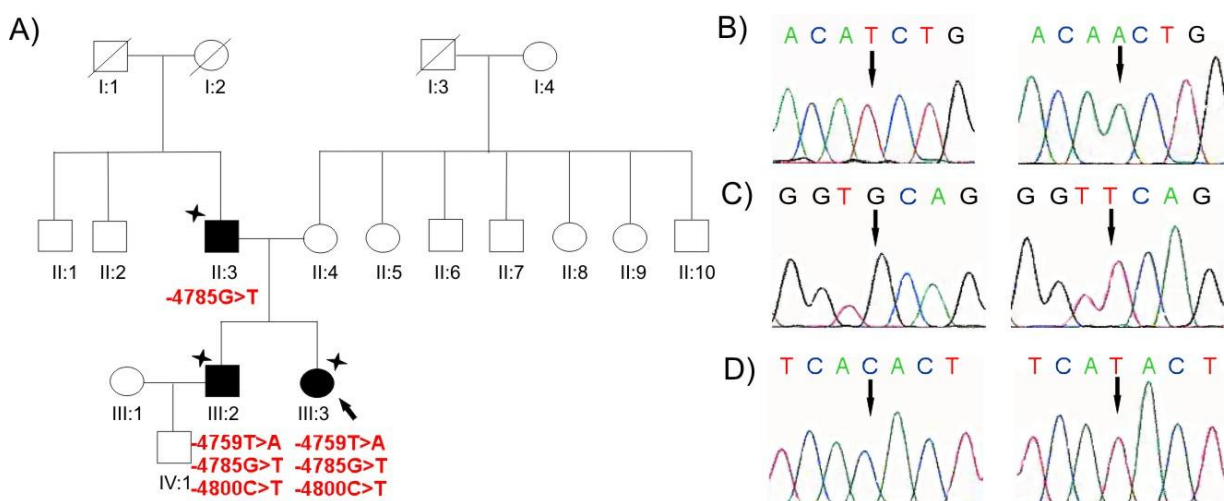 A)
I:1
I:2
I:3
I:4
II:1
II:2
II:3
II:4
II:5
II:6
II:7
II:8
II:9
II:10
-4785G>T
III:1
III:2
III:3
IV:1
-4759T>A
-4785G>T
-4800C>T
-4759T>A
-4785G>T
-4800C>T
B)
A C A T C T G
A C A A C T G
C)
G G T G C A G
G G T T C A G
D)
T C A C A C T
T C A T A C T